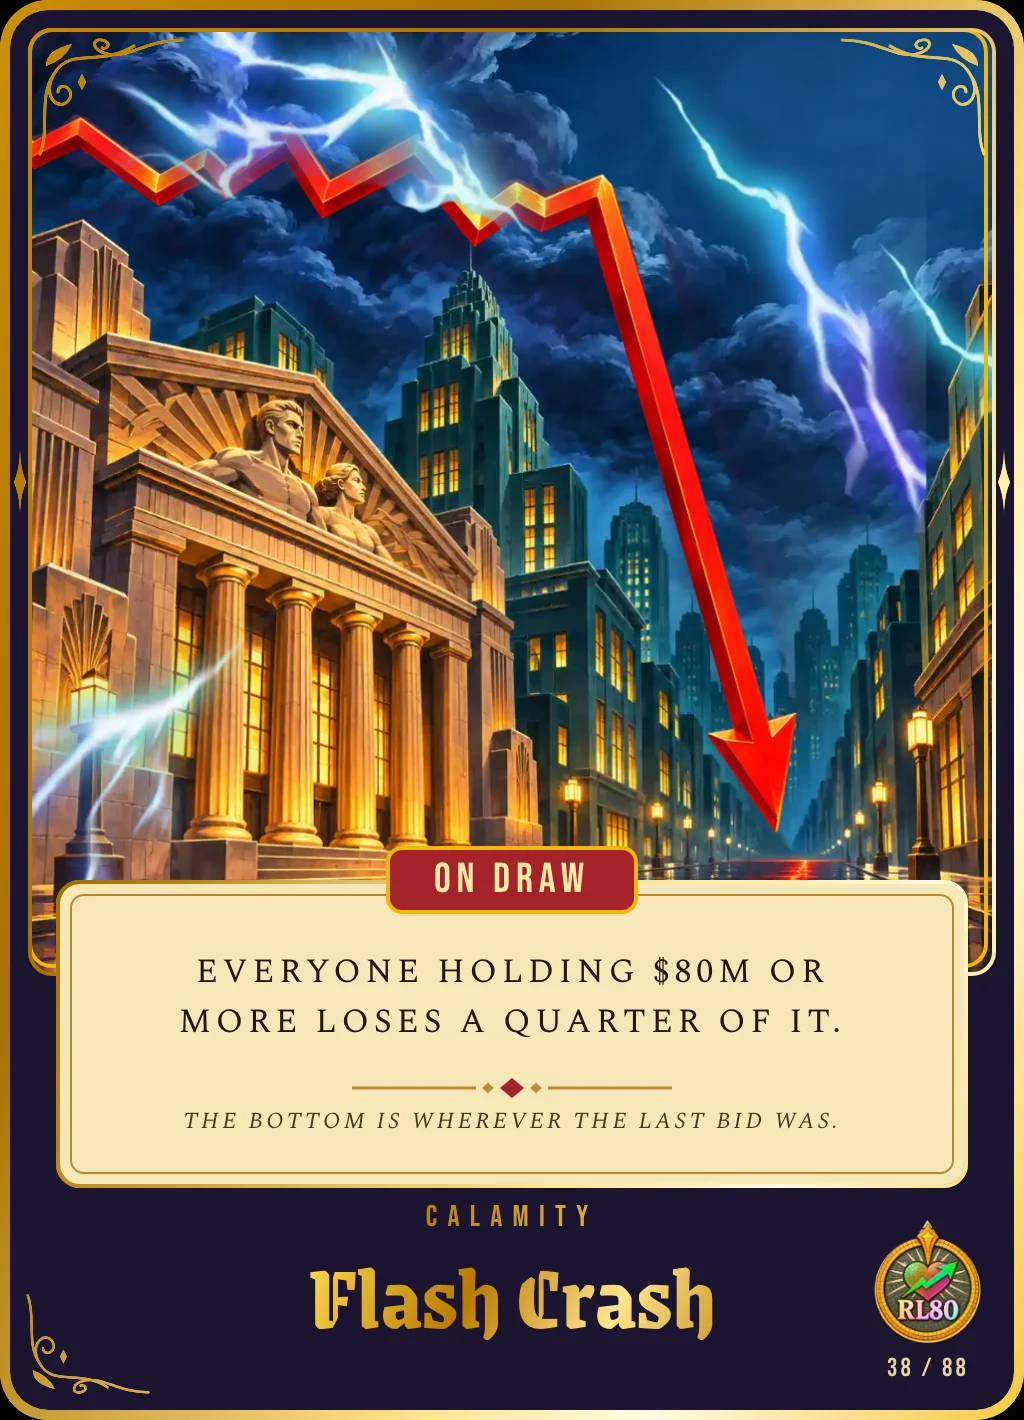 ON DRAW
EVERYONE HOLDING $80M OR
MORE LOSES A QUARTER OF IT.
THE BOTTOM IS WHEREVER THE LAST BID WAS.
CALAMITY
Flash Crash
RL80
38 / 88